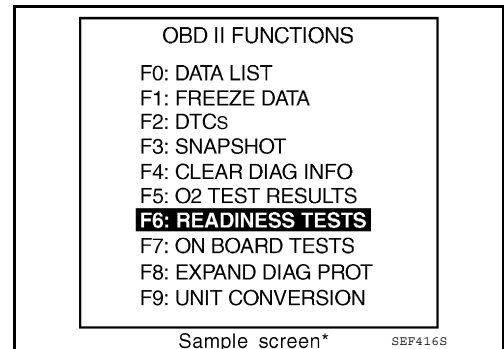 OBD II FUNCTIONS
F0: DATA LIST
F1: FREEZE DATA
F2: DTCs
F3: SNAPSHOT
F4: CLEAR DIAG INFO
F5: O2 TEST RESULTS
F6: READINESS TESTS
F7: ON BOARD TESTS
F8: EXPAND DIAG PROT
F9: UNIT CONVERSION
Sample screen* SEF416S